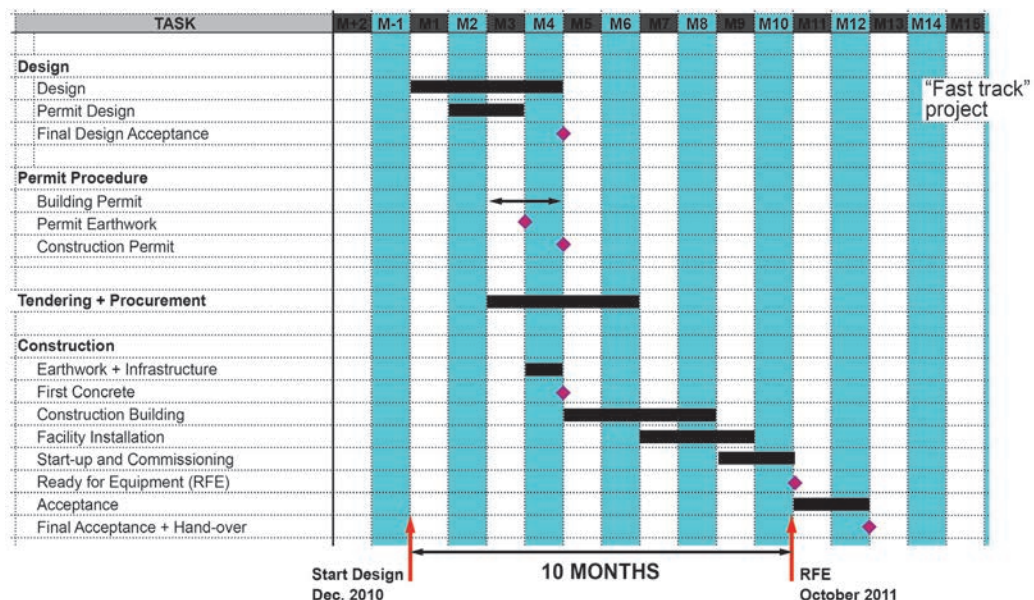 TASK M+2 M-1 M1 M2 M3 M4 M5 M6 M7 M8 M9 M10 M11 M12 M13 M14 M15
Design
Design
Permit Design
Final Design Acceptance
"Fast track"
project
Permit Procedure
Building Permit
Permit Earthwork
Construction Permit
Tendering + Procurement
Construction
Earthwork + Infrastructure
First Concrete
Construction Building
Facility Installation
Start-up and Commissioning
Ready for Equipment (RFE)
Acceptance
Final Acceptance + Hand-over
Start Design
Dec. 2010
10 MONTHS
RFE
October 2011